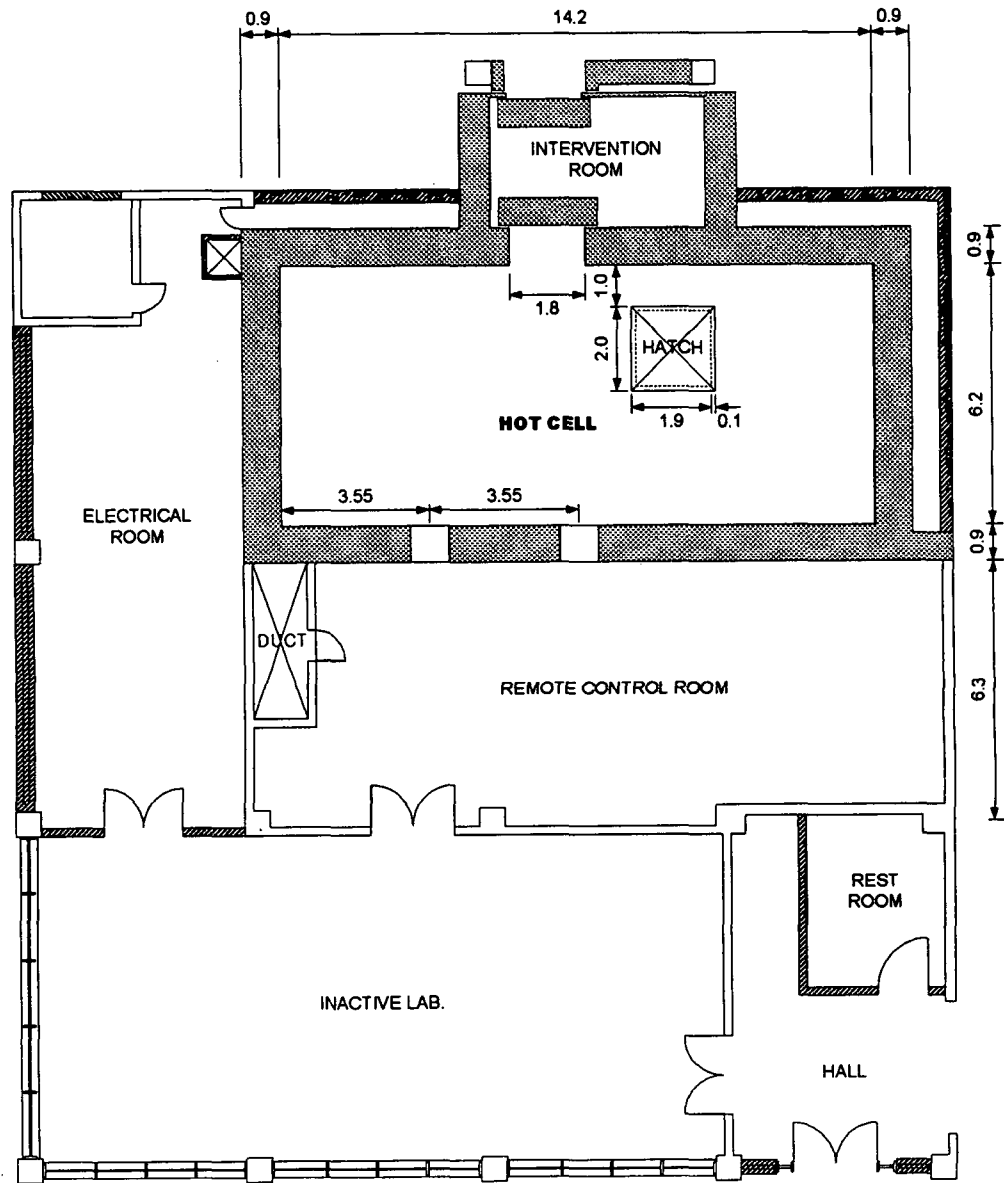 0.9
14.2
0.9
INTERVENTION
ROOM
0.9
1.8
1.0
2.0
HATCH
1.9
0.1
6.2
HOT CELL
3.55
3.55
ELECTRICAL
ROOM
0.9
DUCT
REMOTE CONTROL ROOM
6.3
REST
ROOM
INACTIVE LAB.
HALL